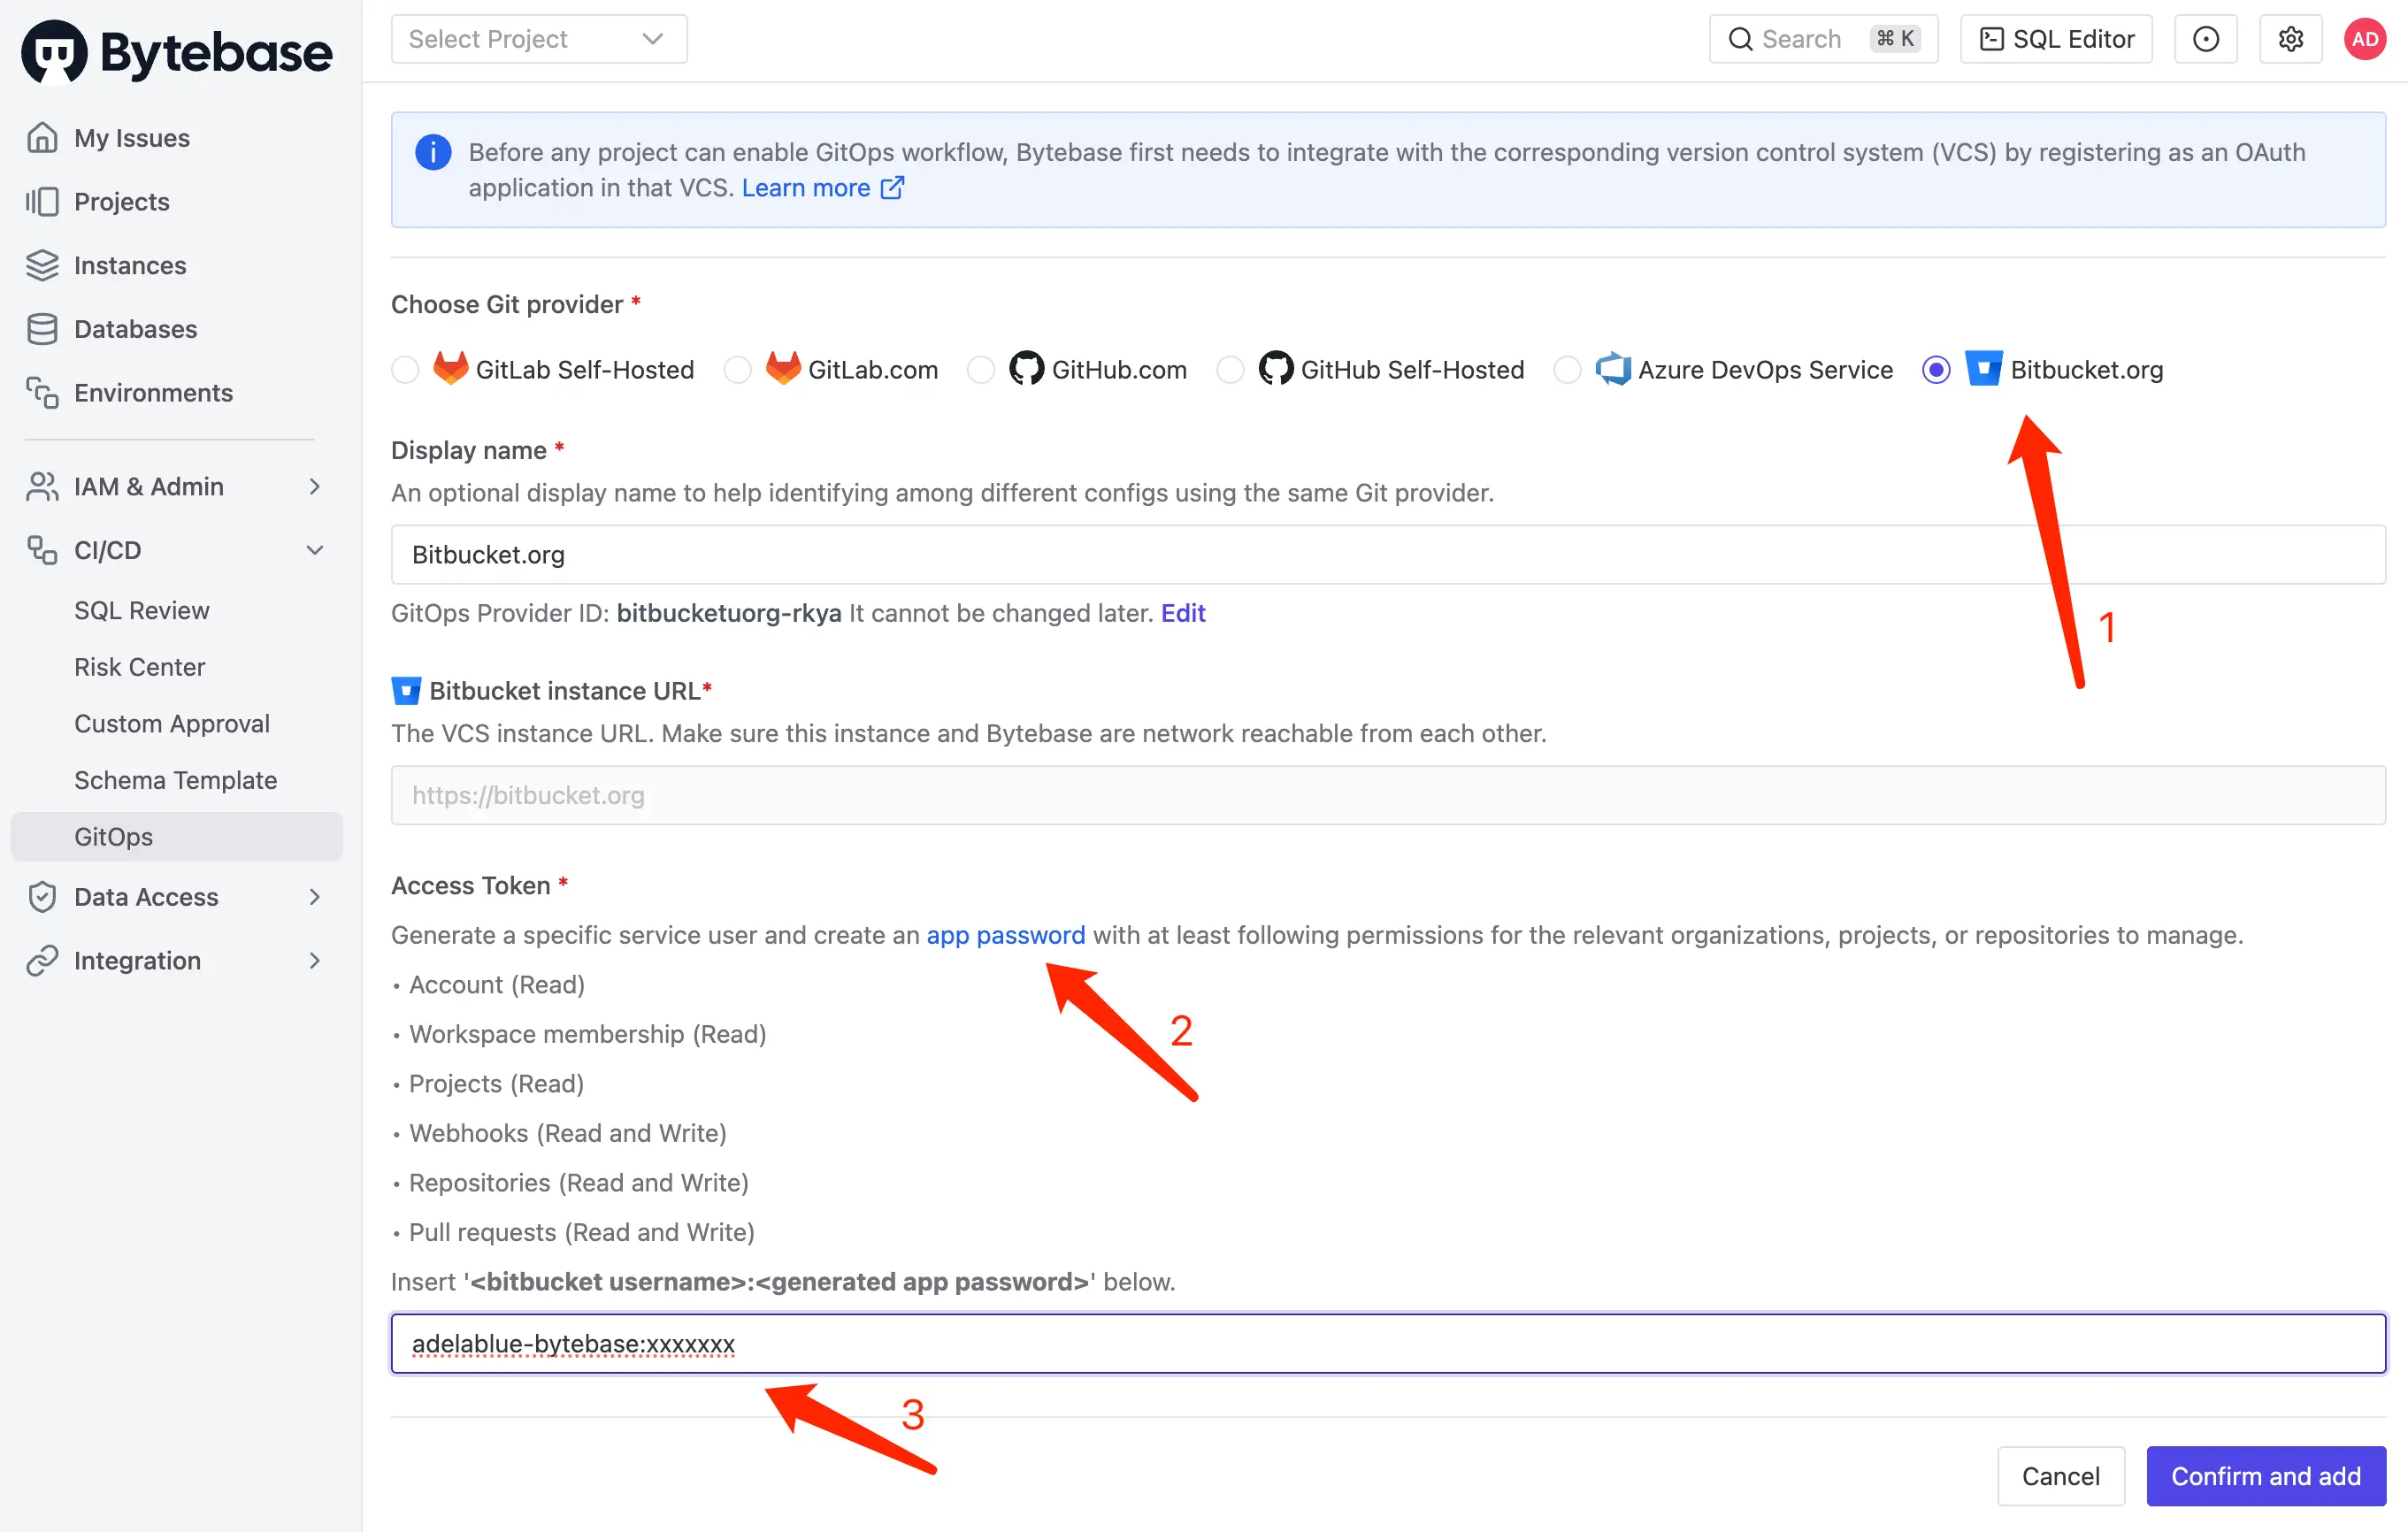 Bytebase
My Issues
Projects
Instances
Databases
Environments
IAM & Admin
CI/CD
SQL Review
Risk Center
Custom Approval
Schema Template
GitOps
Data Access
Integration
Select Project
Search ⌘ K
SQL Editor
AD
Before any project can enable GitOps workflow, Bytebase first needs to integrate with the corresponding version control system (VCS) by registering as an OAuth
application in that VCS. Learn more
Choose Git provider *
GitLab Self-Hosted GitLab.com GitHub.com GitHub Self-Hosted Azure DevOps Service Bitbucket.org
Display name *
An optional display name to help identifying among different configs using the same Git provider.
Bitbucket.org
GitOps Provider ID: bitbucketuorg-rkya It cannot be changed later. Edit
1
Bitbucket instance URL*
The VCS instance URL. Make sure this instance and Bytebase are network reachable from each other.
https://bitbucket.org
Access Token *
Generate a specific service user and create an app password with at least following permissions for the relevant organizations, projects, or repositories to manage.
• Account (Read)
2
• Workspace membership (Read)
• Projects (Read)
• Webhooks (Read and Write)
• Repositories (Read and Write)
• Pull requests (Read and Write)
Insert '<bitbucket username>:<generated app password>' below.
adelablue-bytebase:xxxxxxx
3
Cancel
Confirm and add